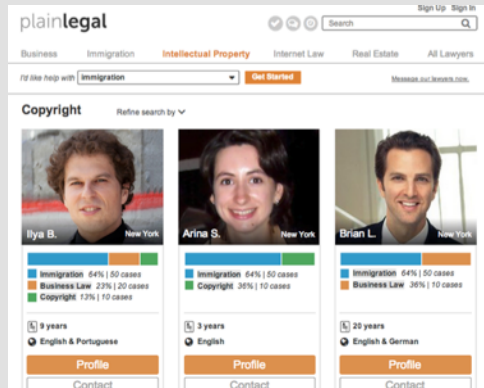 Sign Up Sign In
plainlegal
Search
Business Immigration Intellectual Property Internet Law Real Estate All Lawyers
I'd like help with immigration Get Started Message our lawyers now.
Copyright Refine search by
Ilya B. New York Arina S. New York Brian L. New York
Immigration 64% | 50 cases Immigration 64% | 50 cases Immigration 64% | 50 cases
Business Law 23% | 20 cases Copyright 36% | 10 cases Business Law 36% | 10 cases
Copyright 13% | 10 cases
9 years 3 years 20 years
English & Portuguese English English & German
Profile Profile Profile
Contact Contact Contact